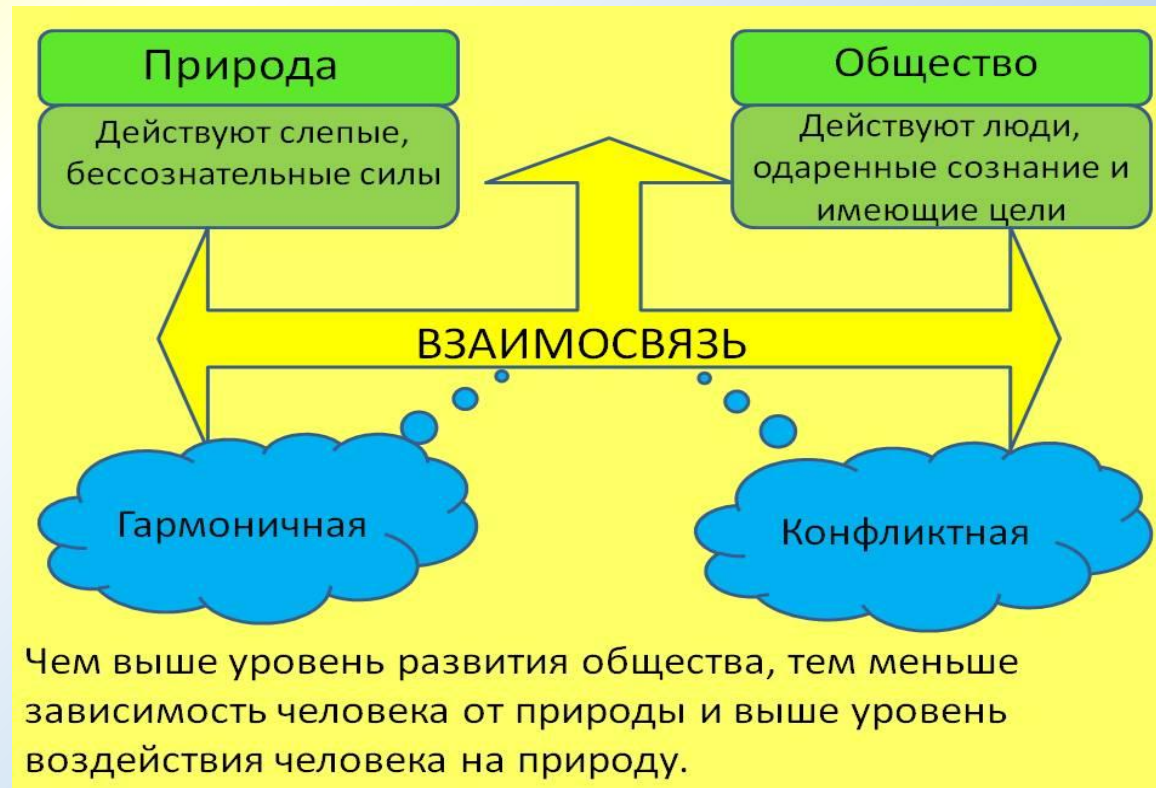 Природа
Действуют слепые,
бессознательные силы
Общество
Действуют люди,
одаренные сознание и
имеющие цели
ВЗАИМОСВЯЗЬ
Гармоничная
Конфликтная
Чем выше уровень развития общества, тем меньше
зависимость человека от природы и выше уровень
воздействия человека на природу.